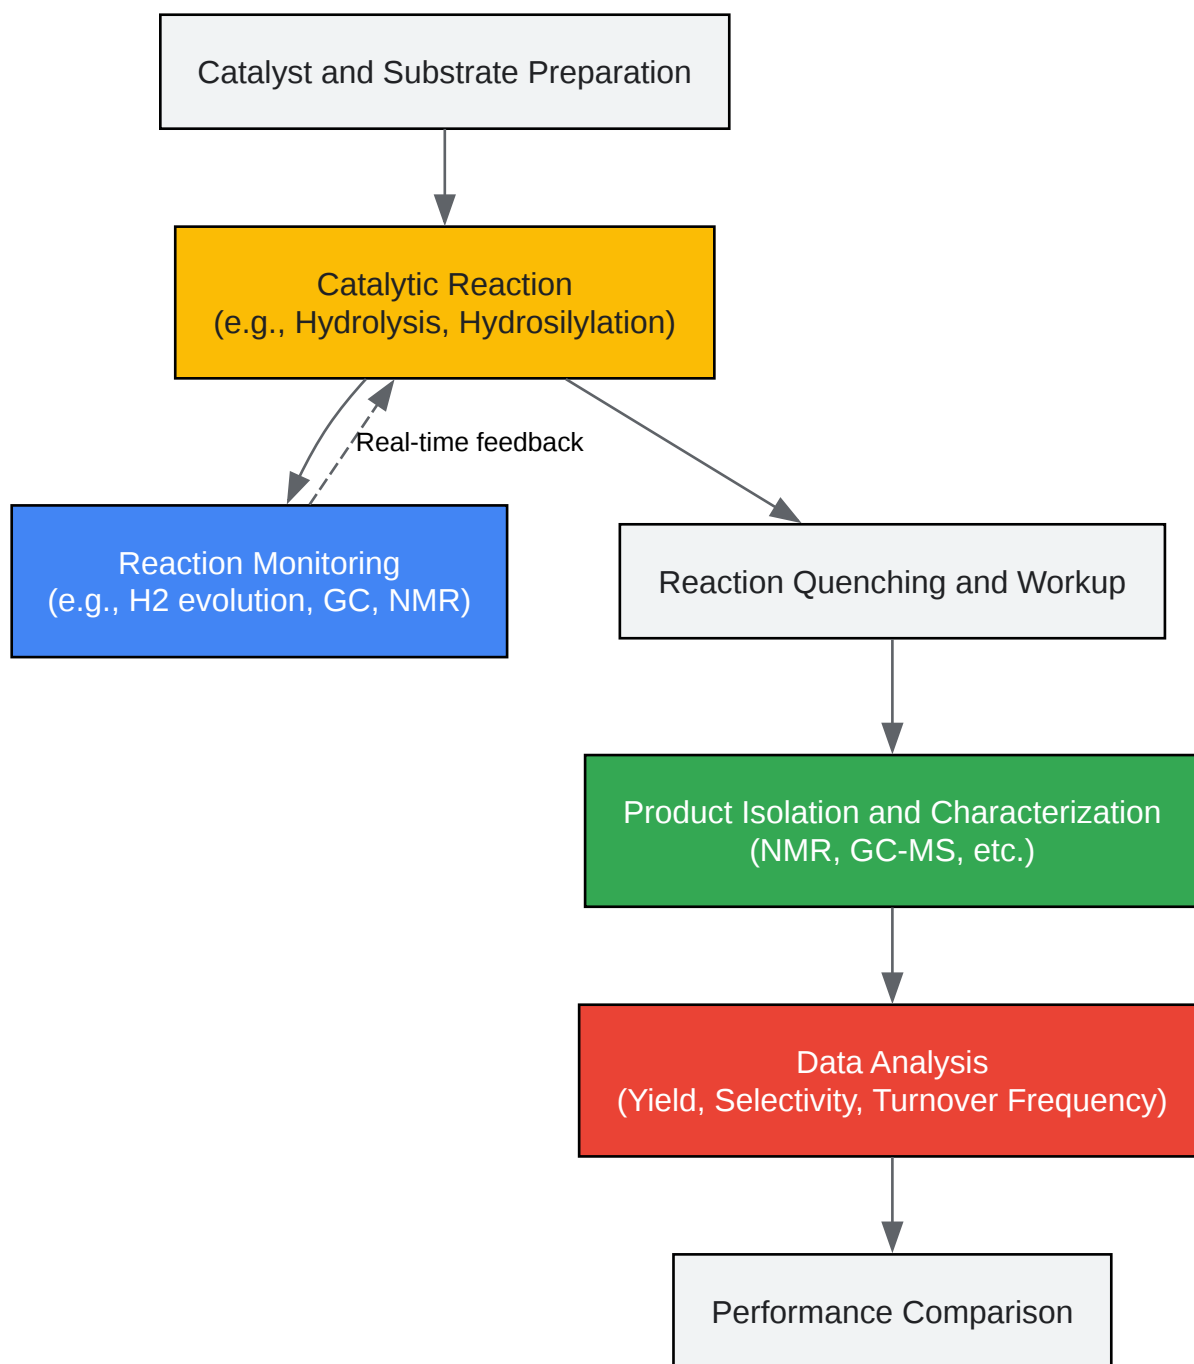 Catalyst and Substrate Preparation
Catalytic Reaction
(e.g., Hydrolysis, Hydrosilylation)
Real-time feedback
Reaction Monitoring
(e.g., H2 evolution, GC, NMR)
Reaction Quenching and Workup
Product Isolation and Characterization
(NMR, GC-MS, etc.)
Data Analysis
(Yield, Selectivity, Turnover Frequency)
Performance Comparison